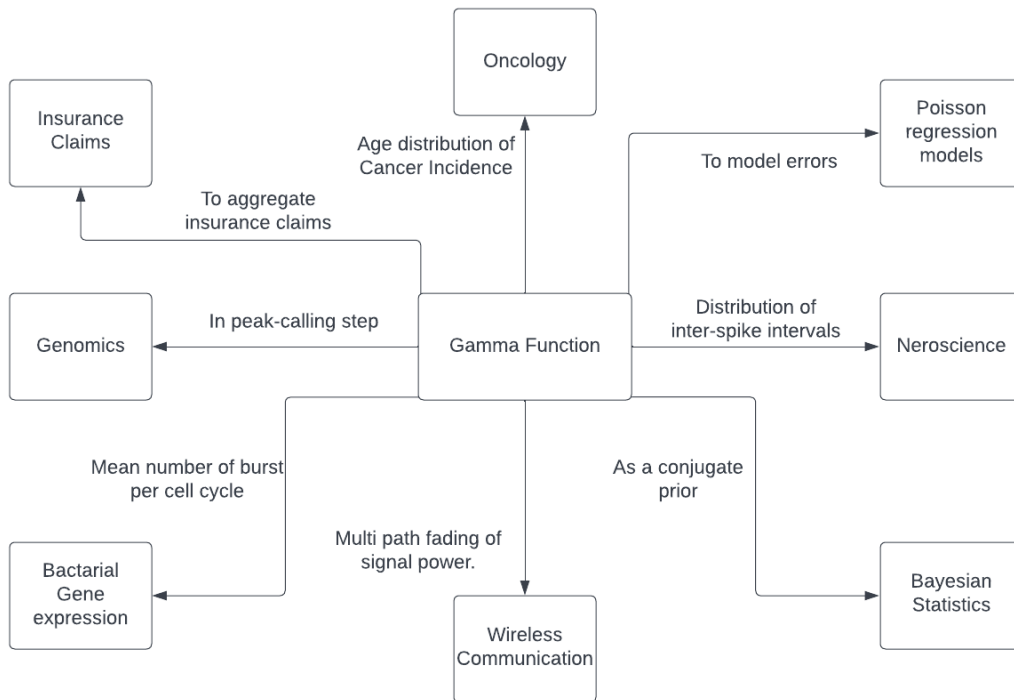 Oncology
Insurance
Claims
Poisson
regression
models
Age distribution of
Cancer Incidence
To model errors
To aggregate
insurance claims
Genomics
In peak-calling step
Gamma Function
Distribution of
inter-spike intervals
Neroscience
Mean number of burst
per cell cycle
As a conjugate
prior
Multi path fading of
signal power.
Bactarial
Gene
expression
Bayesian
Statistics
Wireless
Communication